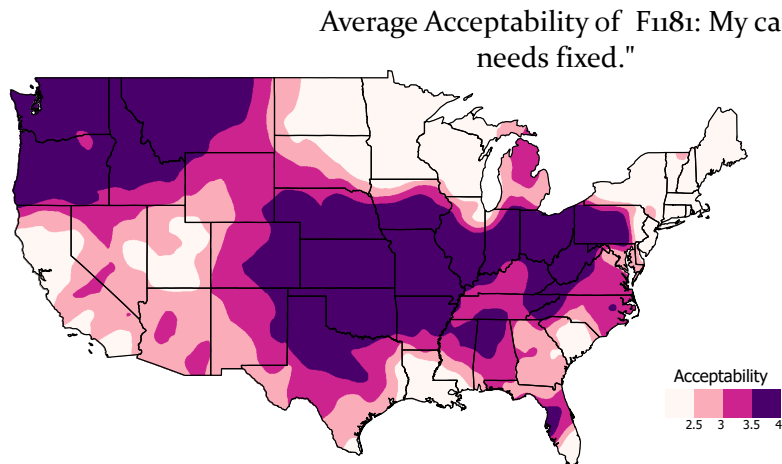 Average Acceptability of F1181: My ca
needs fixed."
Acceptability
2.5 3 3.5 4